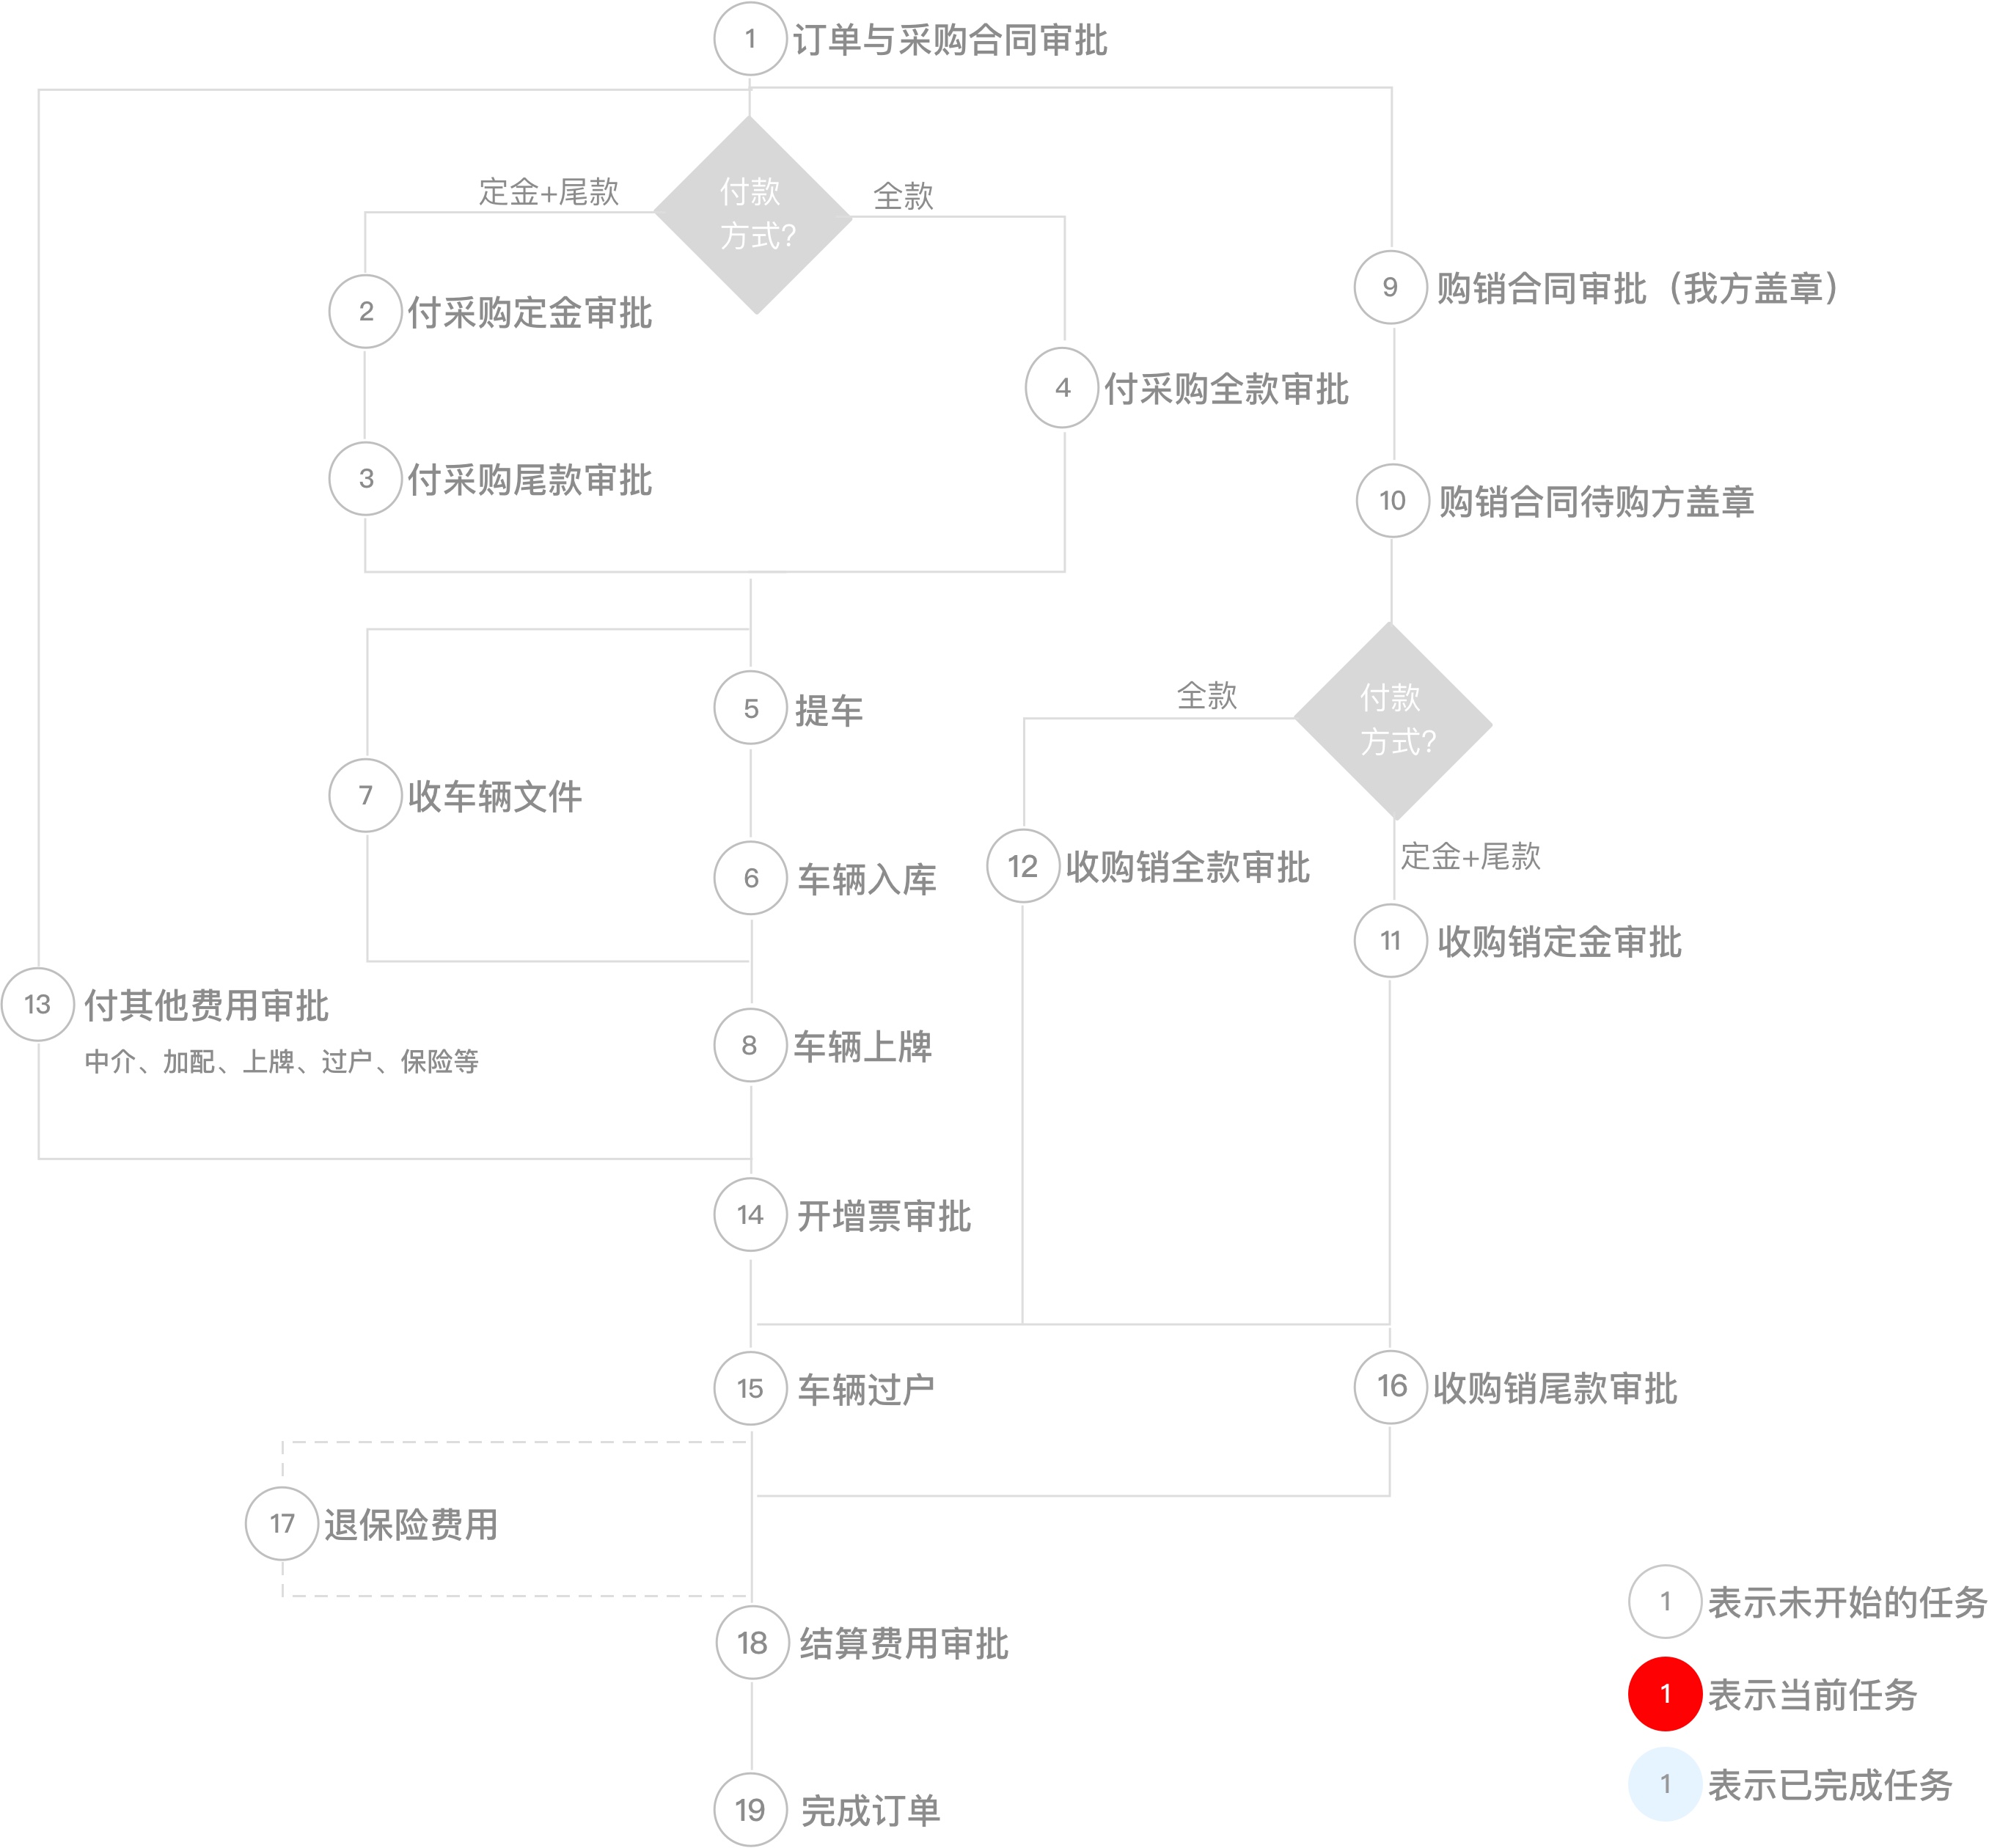 1 订单与采购合同审批
付款
方式?
定金+尾款
全款
2 付采购定金审批
9 购销合同审批（我方盖章）
4 付采购全款审批
3 付采购尾款审批
10 购销合同待购方盖章
5 提车
付款
方式?
全款
7 收车辆文件
定金+尾款
6 车辆入库
12 收购销全款审批
11 收购销定金审批
13 付其他费用审批
中介、加配、上牌、过户、保险等
8 车辆上牌
14 开增票审批
15 车辆过户
16 收购销尾款审批
17 退保险费用
18 结算费用审批
19 完成订单
1 表示未开始的任务
1 表示当前任务
1 表示已完成任务